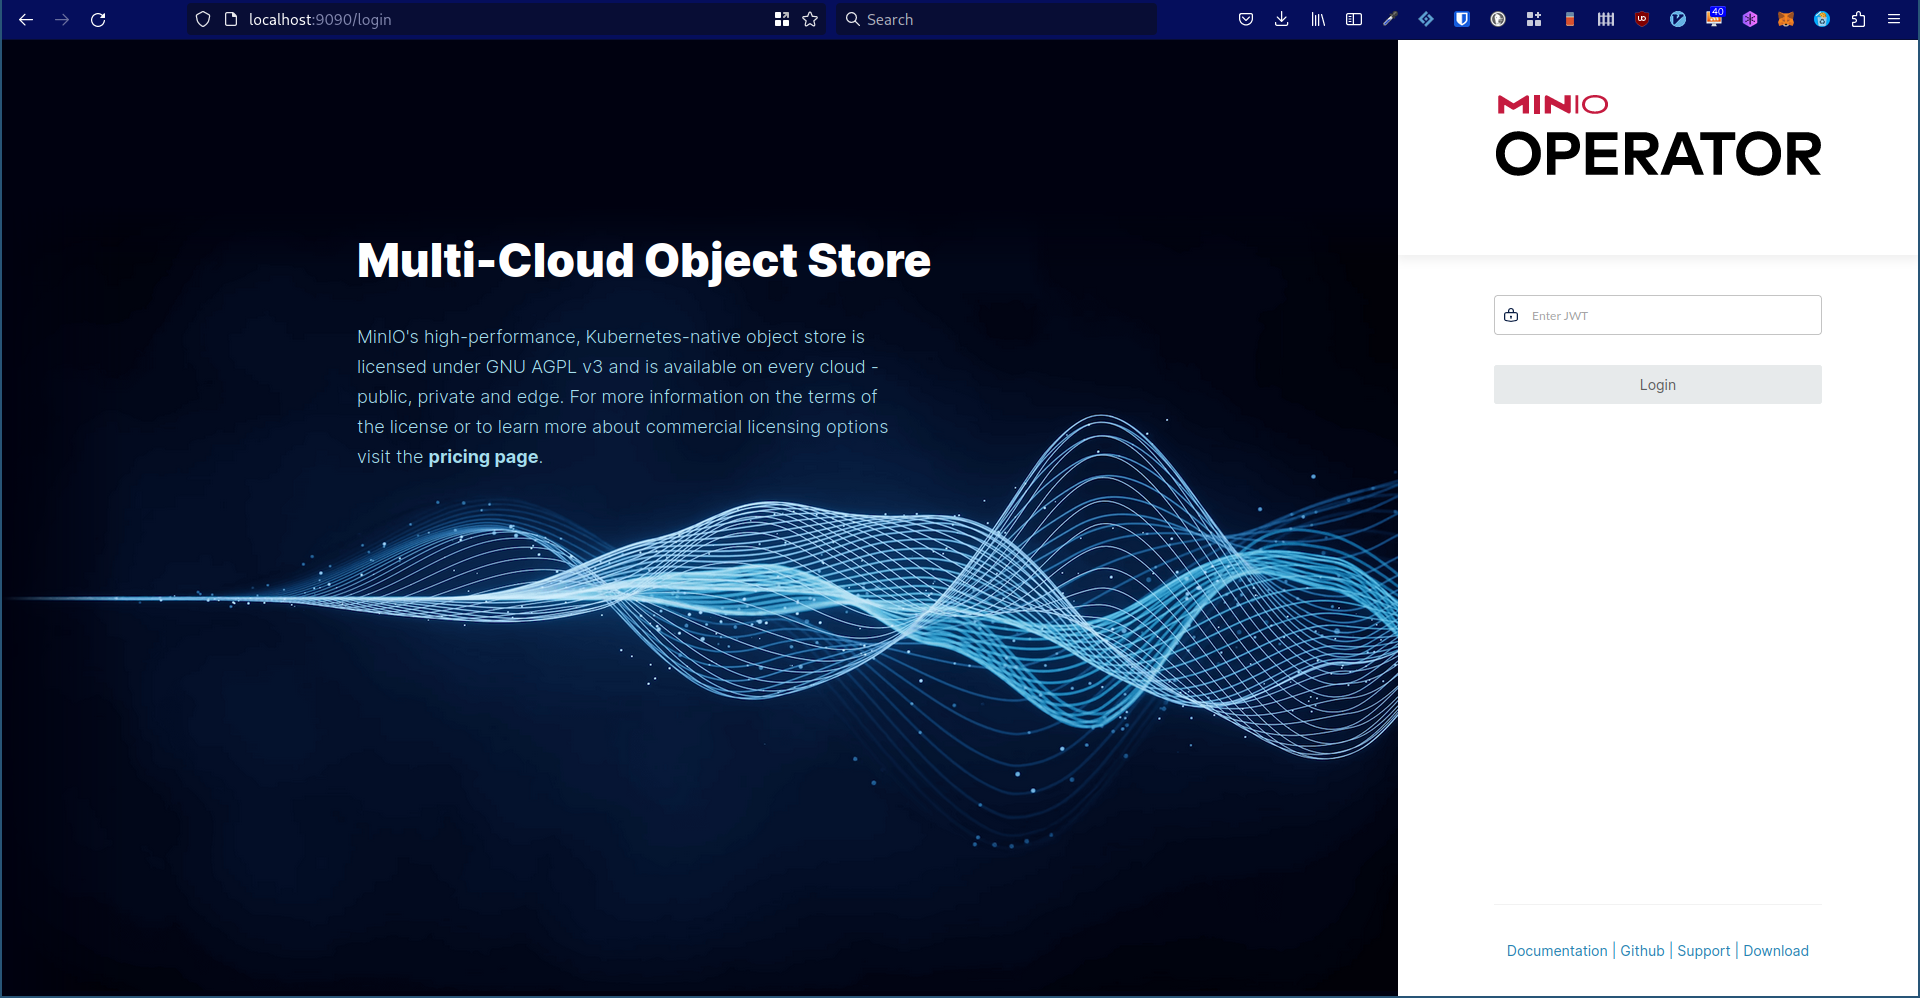 localhost:9090/login
Search
40
MINIO
OPERATOR
Multi-Cloud Object Store
MinIO's high-performance, Kubernetes-native object store is
licensed under GNU AGPL v3 and is available on every cloud -
public, private and edge. For more information on the terms of
the license or to learn more about commercial licensing options
visit the pricing page.
Enter JWT
Login
Documentation | Github | Support | Download